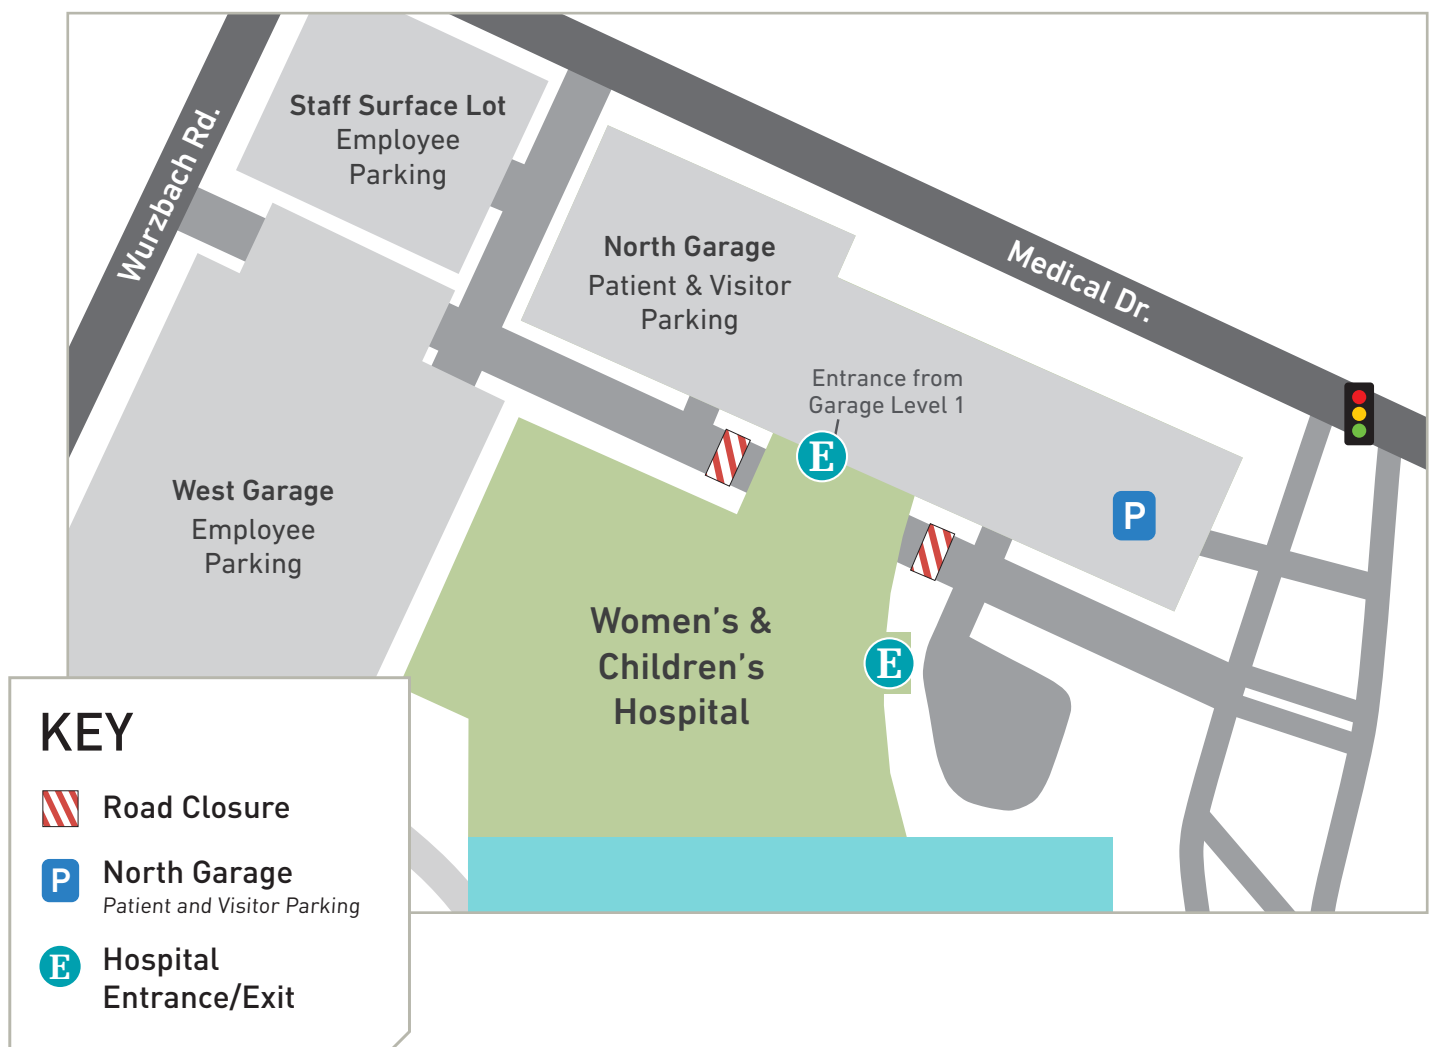 Staff Surface Lot
Employee
Parking
Wurzbach Rd.
North Garage
Patient & Visitor
Parking
Medical Dr.
Entrance from
Garage Level 1
E
West Garage
Employee
Parking
P
Women's &
Children's
Hospital
E
KEY
Road Closure
P
North Garage
Patient and Visitor Parking
E
Hospital
Entrance/Exit